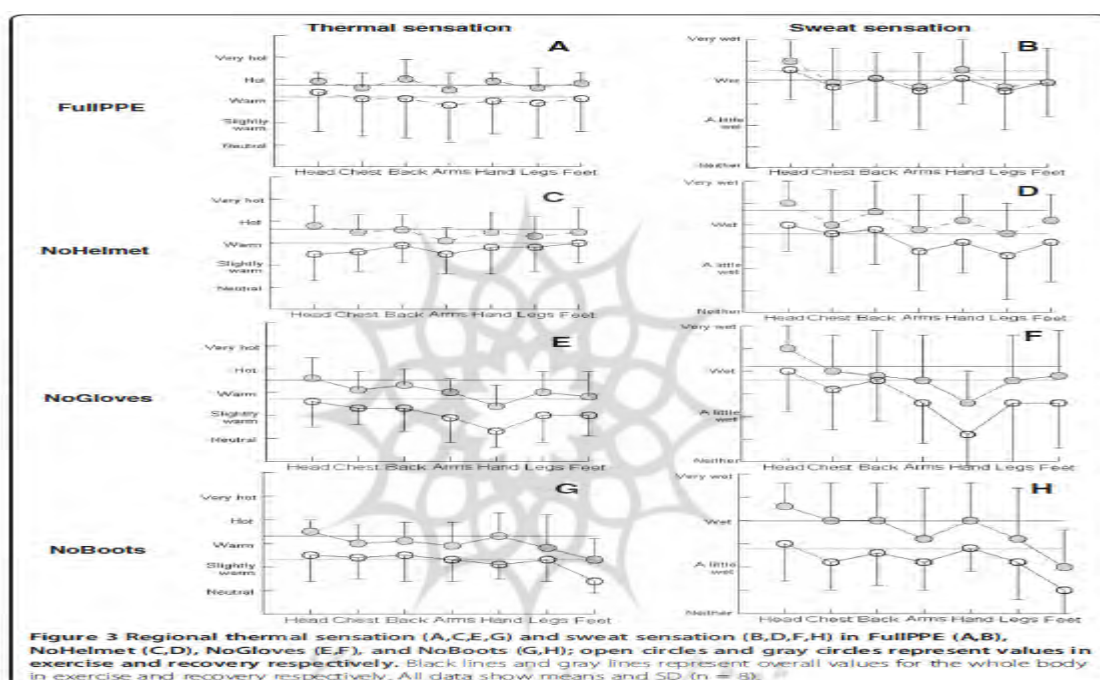 Thermal sensation Sweat sensation
A
Very hot
Hot
Warm
Slightly
warm
Neutral
Head Chest Back Arms Hand Legs Feet
B
Very wet
Wet
A little
wet
Neither
Head Chest Back Arms Hand Legs Feet
FullPPE
C
Very hot
Hot
Warm
Slightly
warm
Neutral
Head Chest Back Arms Hand Legs Feet
D
Very wet
Wet
A little
wet
Neither
Head Chest Back Arms Hand Legs Feet
NoHelmet
E
Very hot
Hot
Warm
Slightly
warm
Neutral
Head Chest Back Arms Hand Legs Feet
F
Very wet
Wet
A little
wet
Neither
Head Chest Back Arms Hand Legs Feet
NoGloves
G
Very hot
Hot
Warm
Slightly
warm
Neutral
Head Chest Back Arms Hand Legs Feet
H
Very wet
Wet
A little
wet
Neither
Head Chest Back Arms Hand Legs Feet
NoBoots
Figure 3 Regional thermal sensation (A,C,E,G) and sweat sensation (B,D,F,H) in FullPPE (A,B),
NoHelmet (C,D), NoGloves (E,F), and NoBoots (G,H); open circles and gray circles represent values in
exercise and recovery respectively. Black lines and gray lines represent overall values for the whole body
in exercise and recovery respectively. All data show means and SD (n = 8).